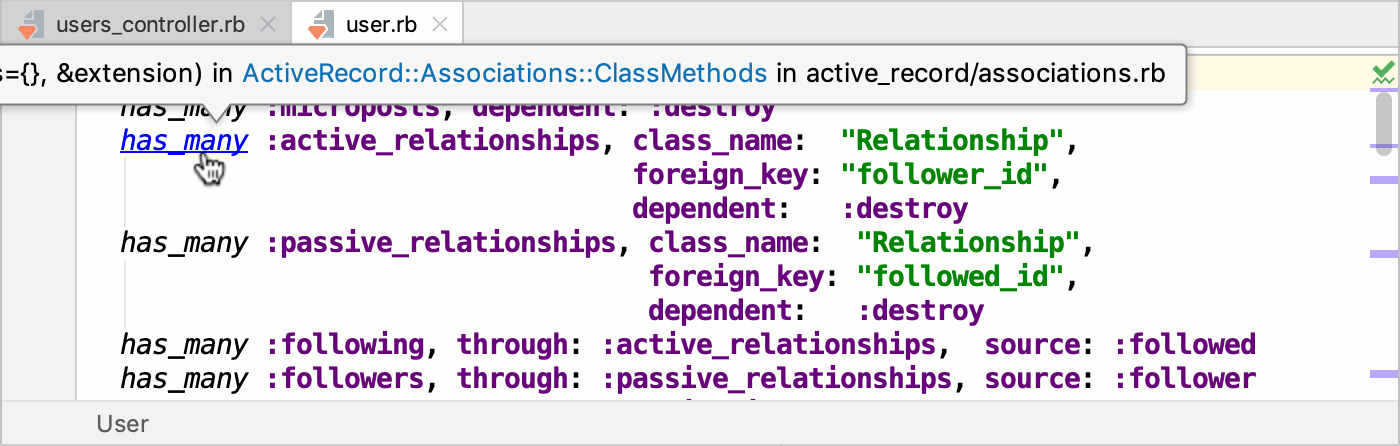 users_controller.rb user.rb
s={}, &extension) in ActiveRecord::Associations::ClassMethods in active_record/associations.rb
has_many :microposts, dependent: :destroy
has_many :active_relationships, class_name: "Relationship",
foreign_key: "follower_id",
dependent: :destroy
has_many :passive_relationships, class_name: "Relationship",
foreign_key: "followed_id",
dependent: :destroy
has_many :following, through: :active_relationships, source: :followed
has_many :followers, through: :passive_relationships, source: :follower
User